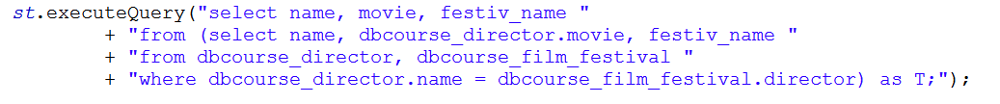 st.executeQuery("select name, movie, festiv_name "
+ "from (select name, dbcourse_director.movie, festiv_name "
+ "from dbcourse_director, dbcourse_film_festival "
+ "where dbcourse_director.name = dbcourse_film_festival.director) as T;");